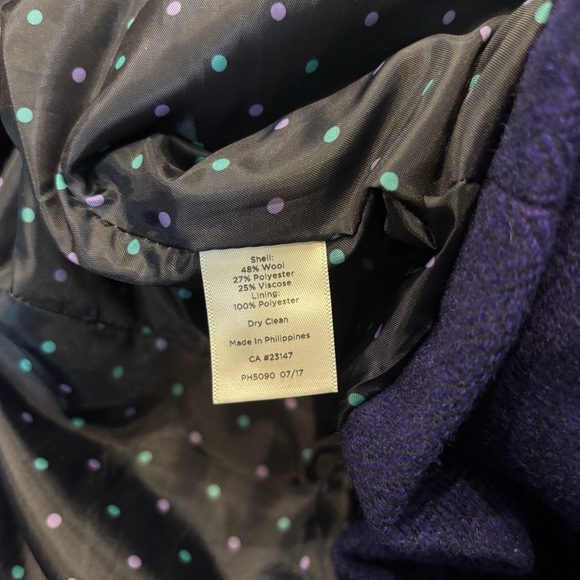 Shell:
48% Wool
27% Polyester
25% Viscose
Lining:
100% Polyester
Dry Clean
Made In Philippines
CA #23147
PH5090 07/17